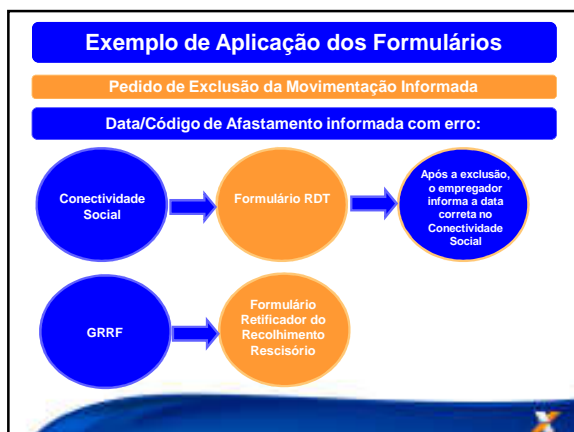 Exemplo de Aplicação dos Formulários
Pedido de Exclusão da Movimentação Informada
Data/Código de Afastamento informada com erro:
Conectividade
Social
Formulário RDT
Após a exclusão,
o empregador
informa a data
correta no
Conectividade
Social
GRRF
Formulário
Retificador do
Recolhimento
Rescisório